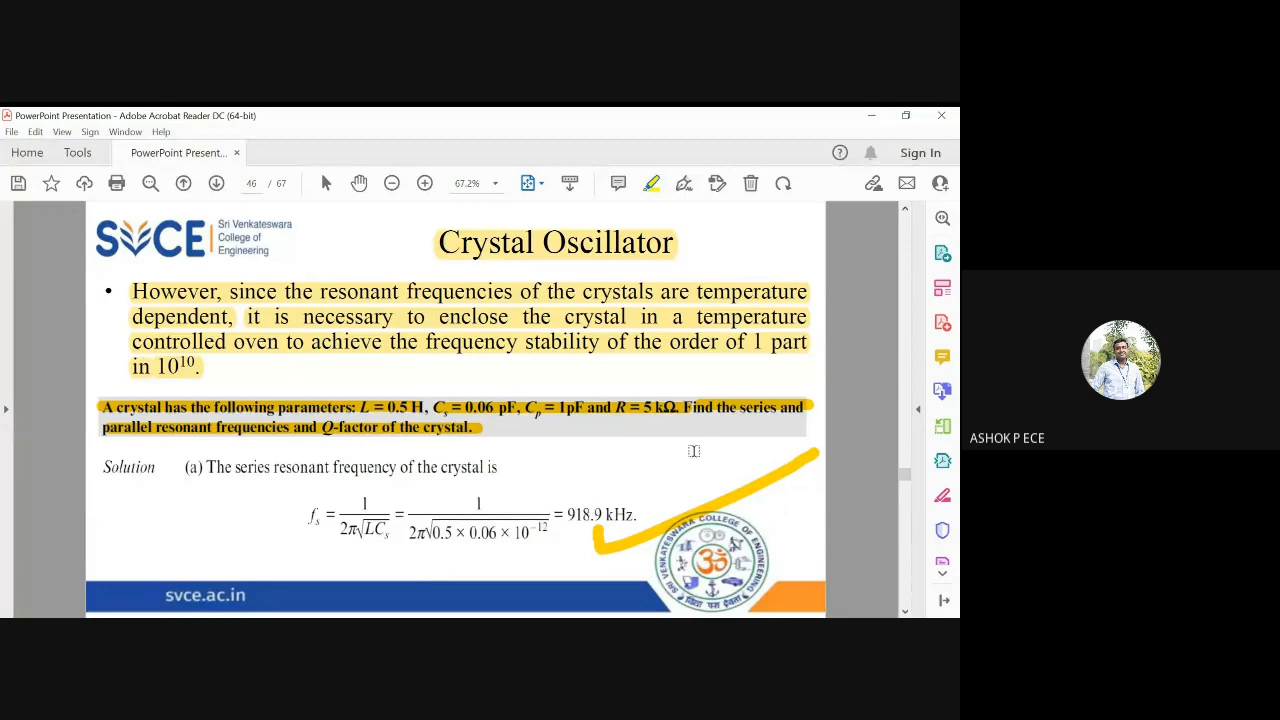 PowerPoint Presentation - Adobe Acrobat Reader DC (64-bit)
File Edit View Sign Window Help
Home Tools PowerPoint Present... × Sign In
46 / 67 67.2%
SVCE Sri Venkateswara
College of
Engineering
Crystal Oscillator
• However, since the resonant frequencies of the crystals are temperature
dependent, it is necessary to enclose the crystal in a temperature
controlled oven to achieve the frequency stability of the order of 1 part
in 10¹⁰.
A crystal has the following parameters: L = 0.5 H, Cₛ = 0.06 pF, Cₚ = 1pF and R = 5 kΩ. Find the series and
parallel resonant frequencies and Q-factor of the crystal.
Solution (a) The series resonant frequency of the crystal is
fₛ = 1/(2π√LCₛ) = 1/(2π√0.5 × 0.06 × 10⁻¹²) = 918.9 kHz.
SRI VENKATESWARA COLLEGE OF ENGINEERING
ॐ
svce.ac.in
ASHOK P ECE